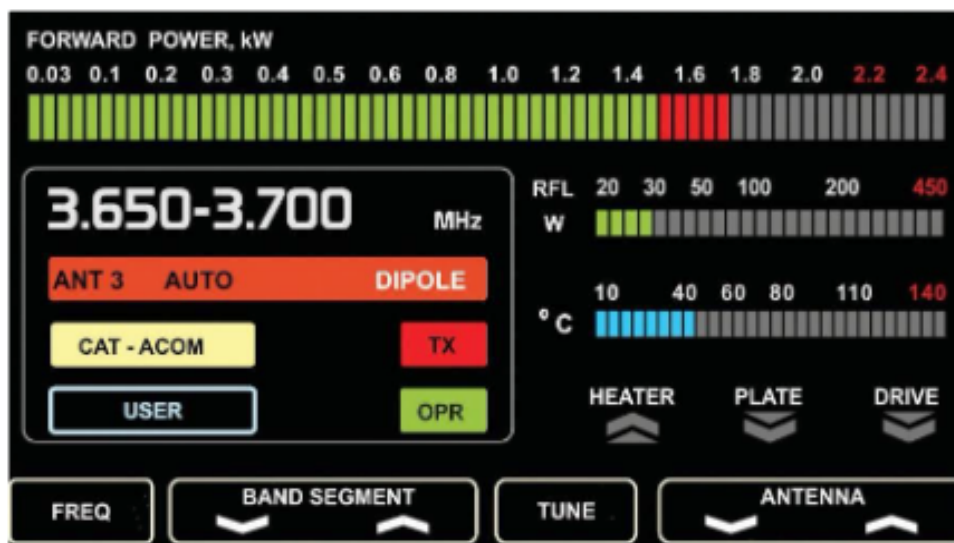 FORWARD POWER, kW
0.03 0.1 0.2 0.3 0.4 0.5 0.6 0.8 1.0 1.2 1.4 1.6 1.8 2.0 2.2 2.4
3.650-3.700 MHz
ANT 3 AUTO DIPOLE
CAT - ACOM TX
USER OPR
RFL 20 30 50 100 200 450
W
10 40 60 80 110 140
° C
HEATER PLATE DRIVE
FREQ BAND SEGMENT TUNE ANTENNA